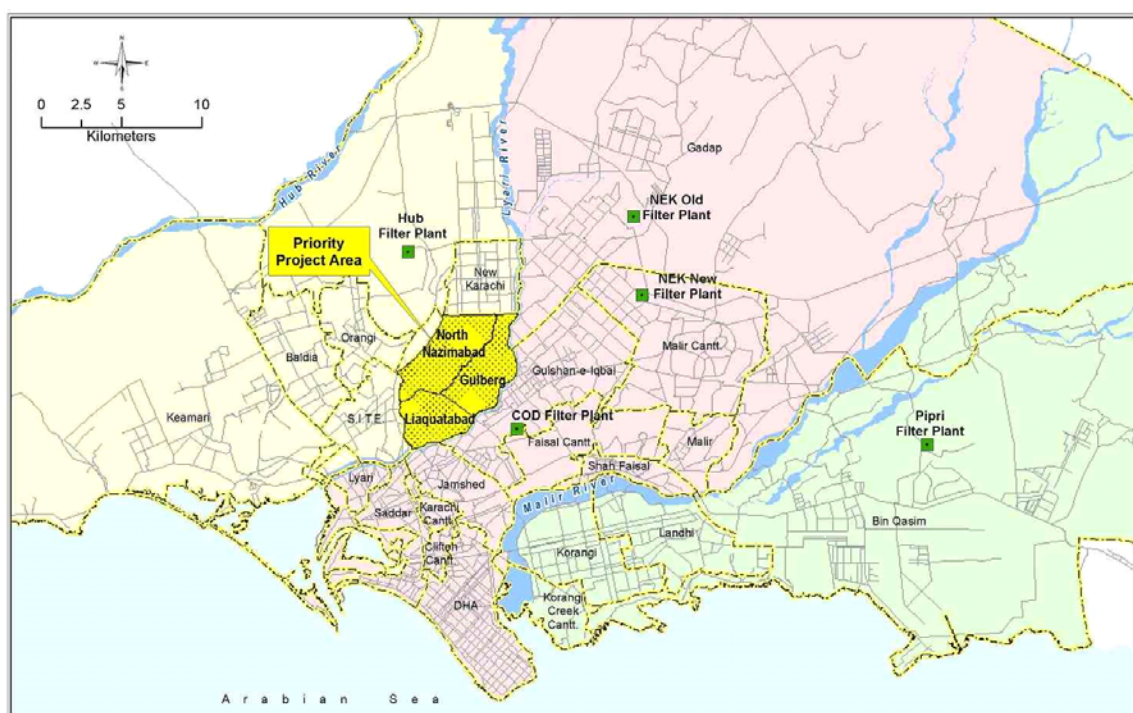 N
W
E
S
0 2.5 5 10
Kilometers
Hub River
Lyari River
Gadap
NEK Old
Filter Plant
Hub
Filter Plant
Priority
Project Area
New
Karachi
NEK New
Filter Plant
North
Nazimabad
Orangi
Baldia
Malir Cantt.
Gulberg
Gulshan-e-Iqbal
Keamari
SITE
Liaquatabad
COD Filter Plant
Faisal Cantt.
Malir
Pipri
Filter Plant
Shah Faisal
Lyari
Jamshed
Malir River
Saddar
Karachi
Cantt.
Bin Qasim
Landhi
Korangi
Clifton
Cantt.
DHA
Korangi
Creek
Cantt.
Arabian Sea